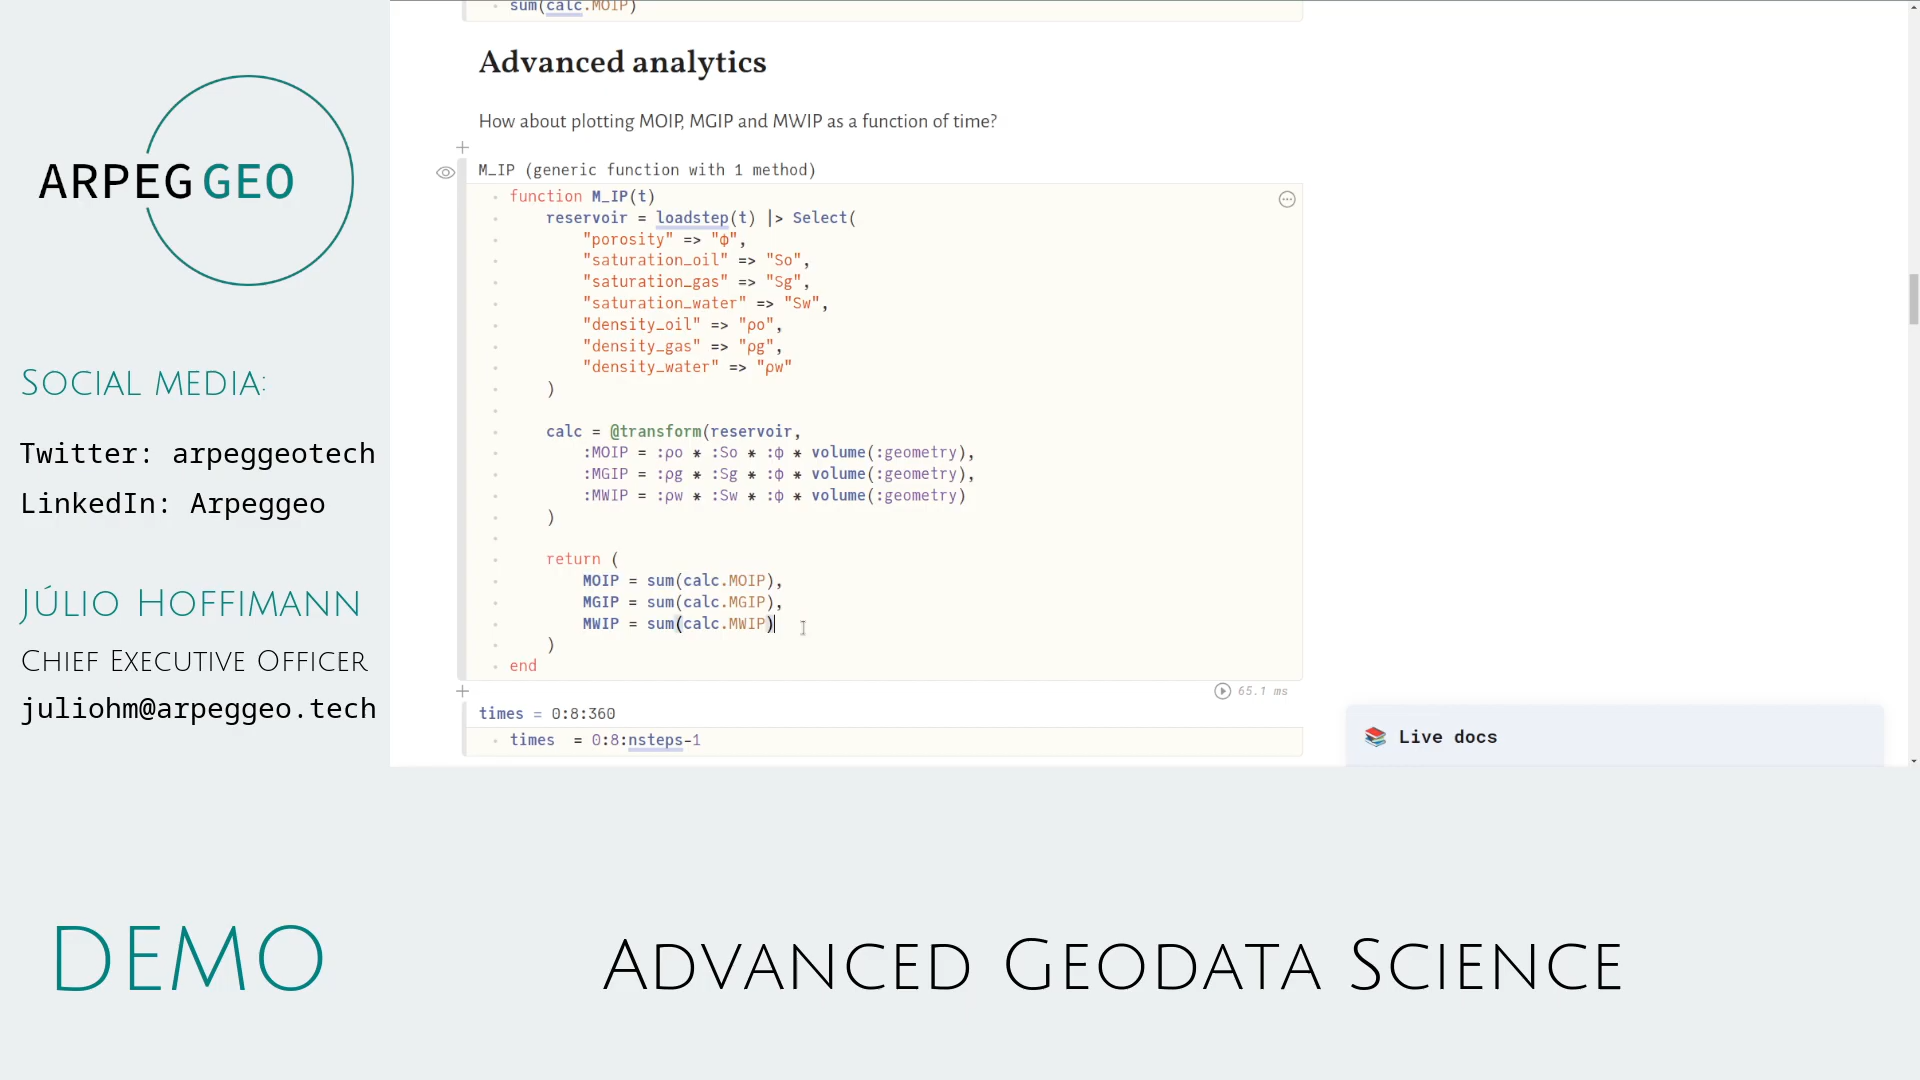 ARPEGGEO
SOCIAL MEDIA:
Twitter: arpeggeotech
LinkedIn: Arpeggeo
JÚLIO HOFFIMANN
CHIEF EXECUTIVE OFFICER
juliohm@arpeggeo.tech
sum(calc.MOIP)
Advanced analytics
How about plotting MOIP, MGIP and MWIP as a function of time?
M_IP (generic function with 1 method)
function M_IP(t)
    reservoir = loadstep(t) |> Select(
        "porosity" => "ɸ",
        "saturation_oil" => "So",
        "saturation_gas" => "Sg",
        "saturation_water" => "Sw",
        "density_oil" => "ρo",
        "density_gas" => "ρg",
        "density_water" => "ρw"
    )
    calc = @transform(reservoir,
        :MOIP = :ρo * :So * :ɸ * volume(:geometry),
        :MGIP = :ρg * :Sg * :ɸ * volume(:geometry),
        :MWIP = :ρw * :Sw * :ɸ * volume(:geometry)
    )
    return (
        MOIP = sum(calc.MOIP),
        MGIP = sum(calc.MGIP),
        MWIP = sum(calc.MWIP)
    )
end
65.1 ms
times = 0:8:360
times  = 0:8:nsteps-1
Live docs
DEMO
ADVANCED GEODATA SCIENCE